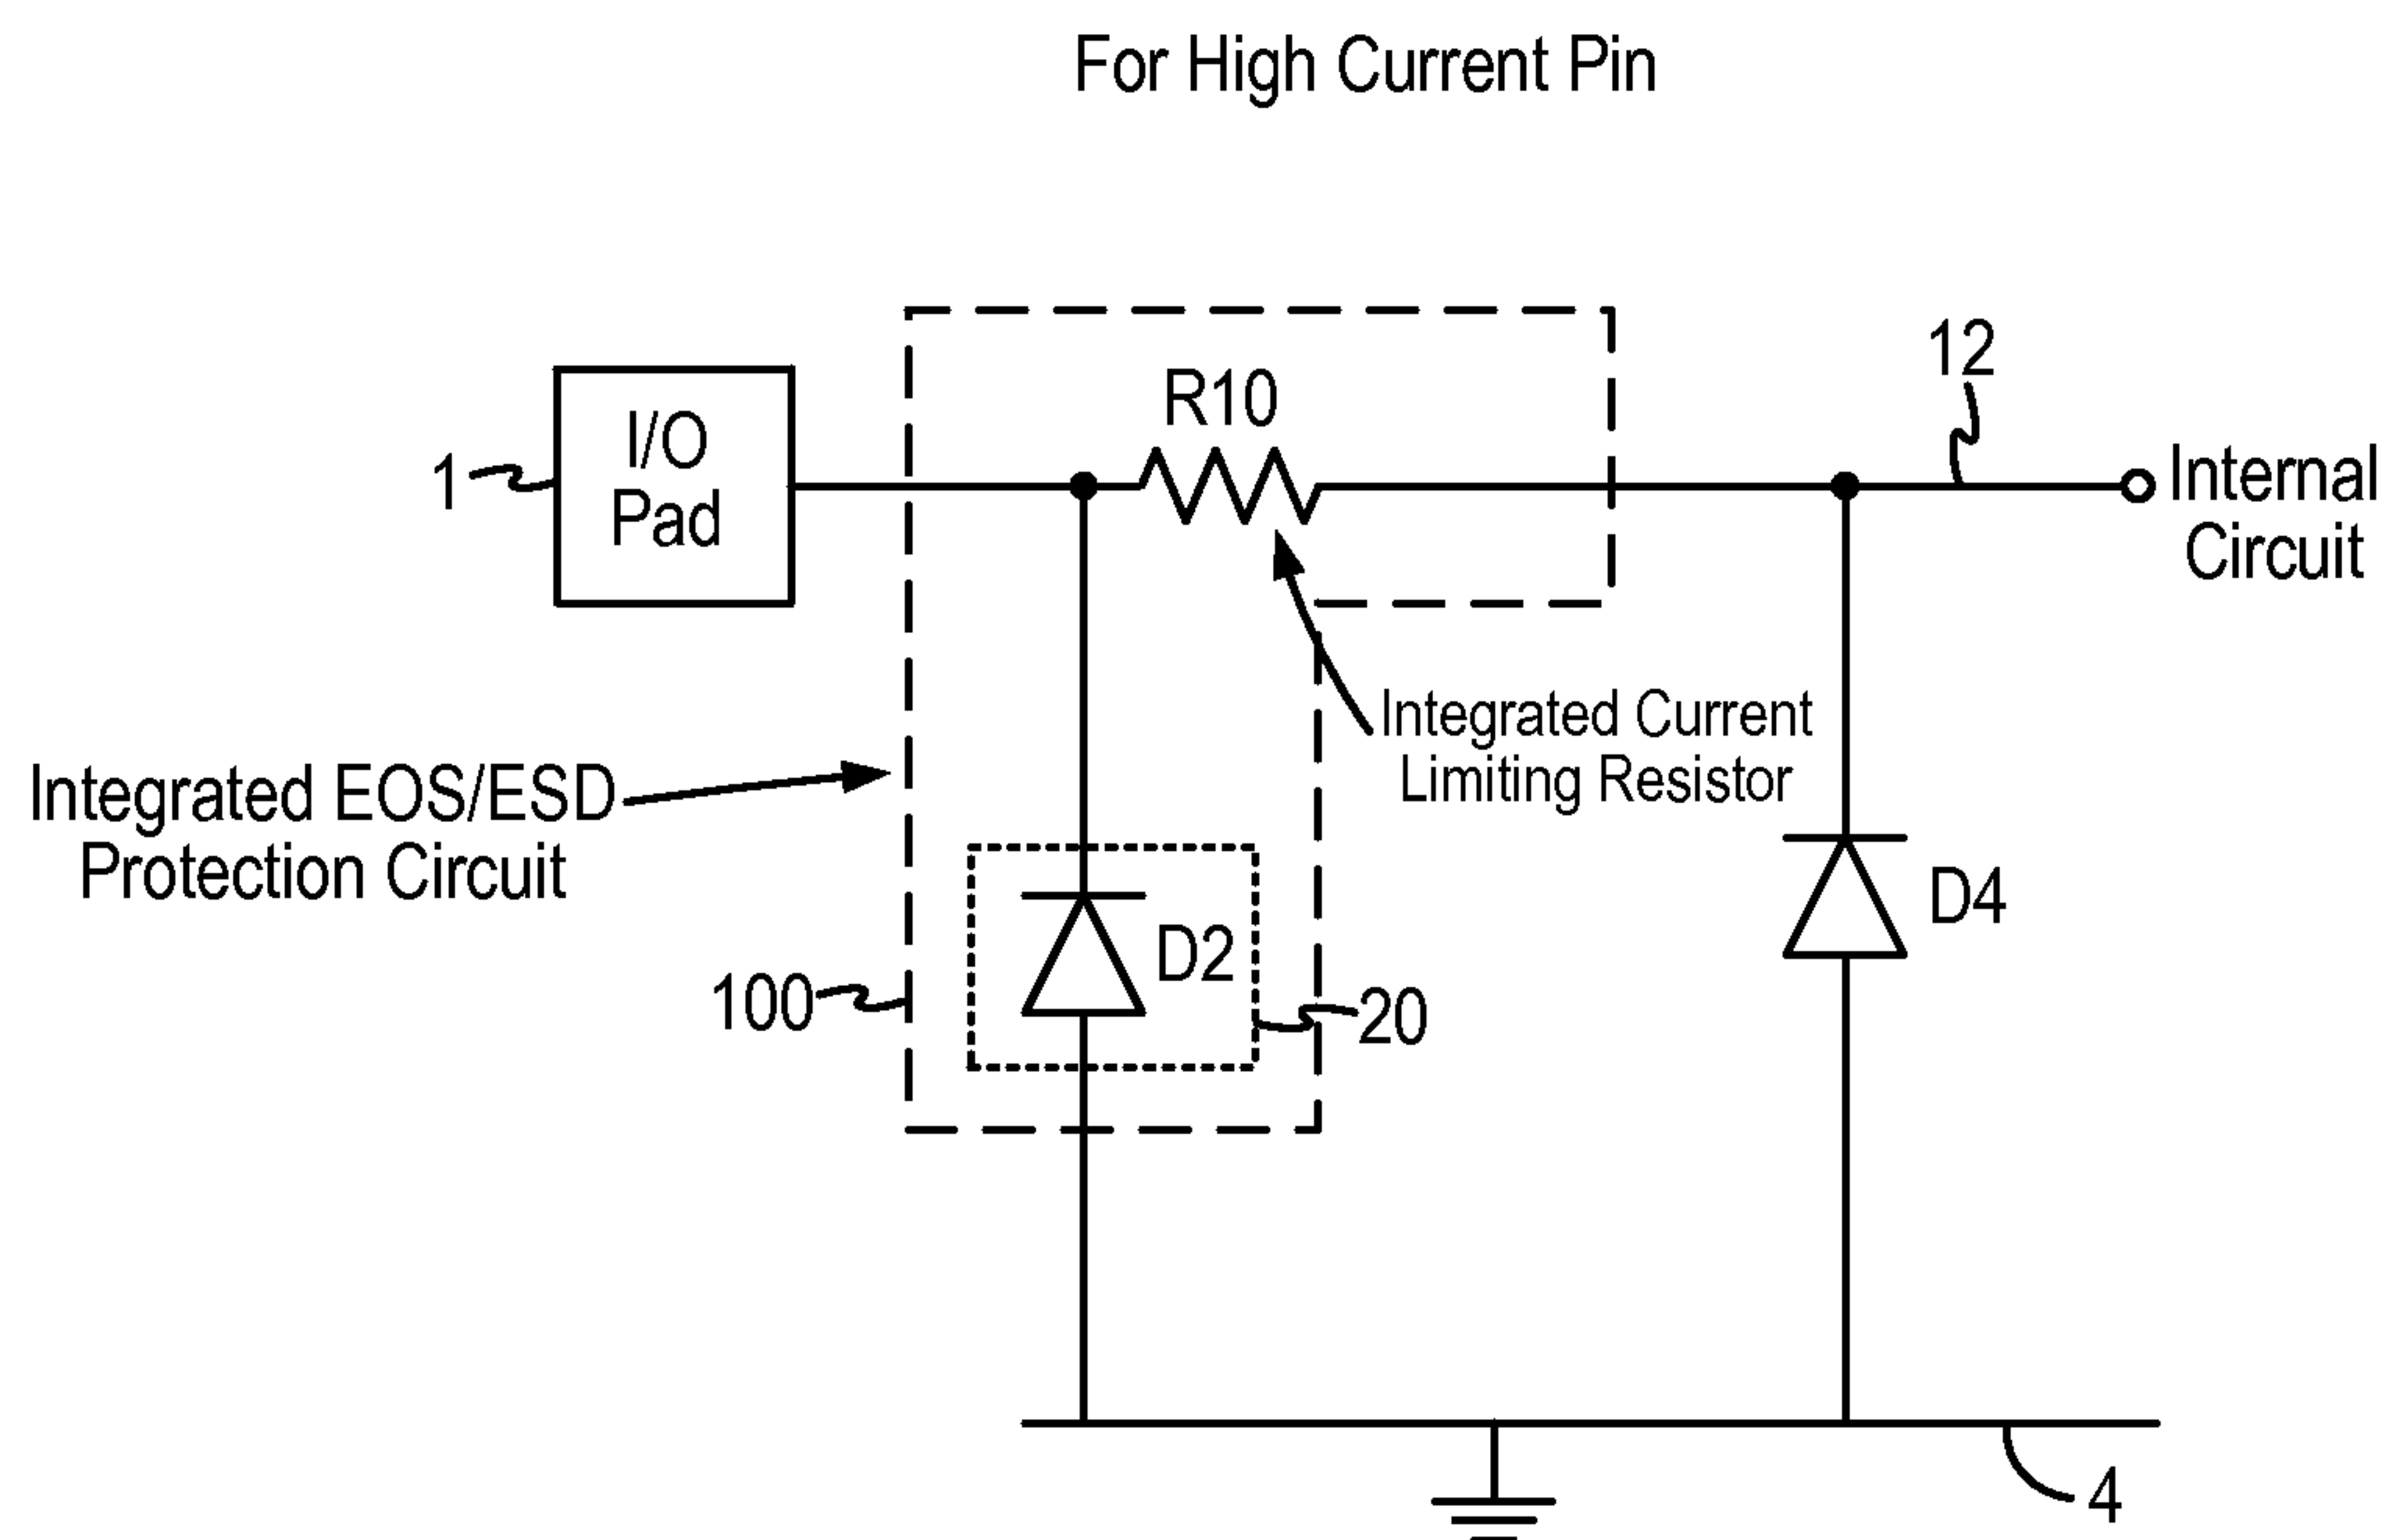 For High Current Pin
12
R10
I/O
Pad
1
Internal
Circuit
Integrated Current
Limiting Resistor
Integrated EOS/ESD
Protection Circuit
D4
D2
100
20
4